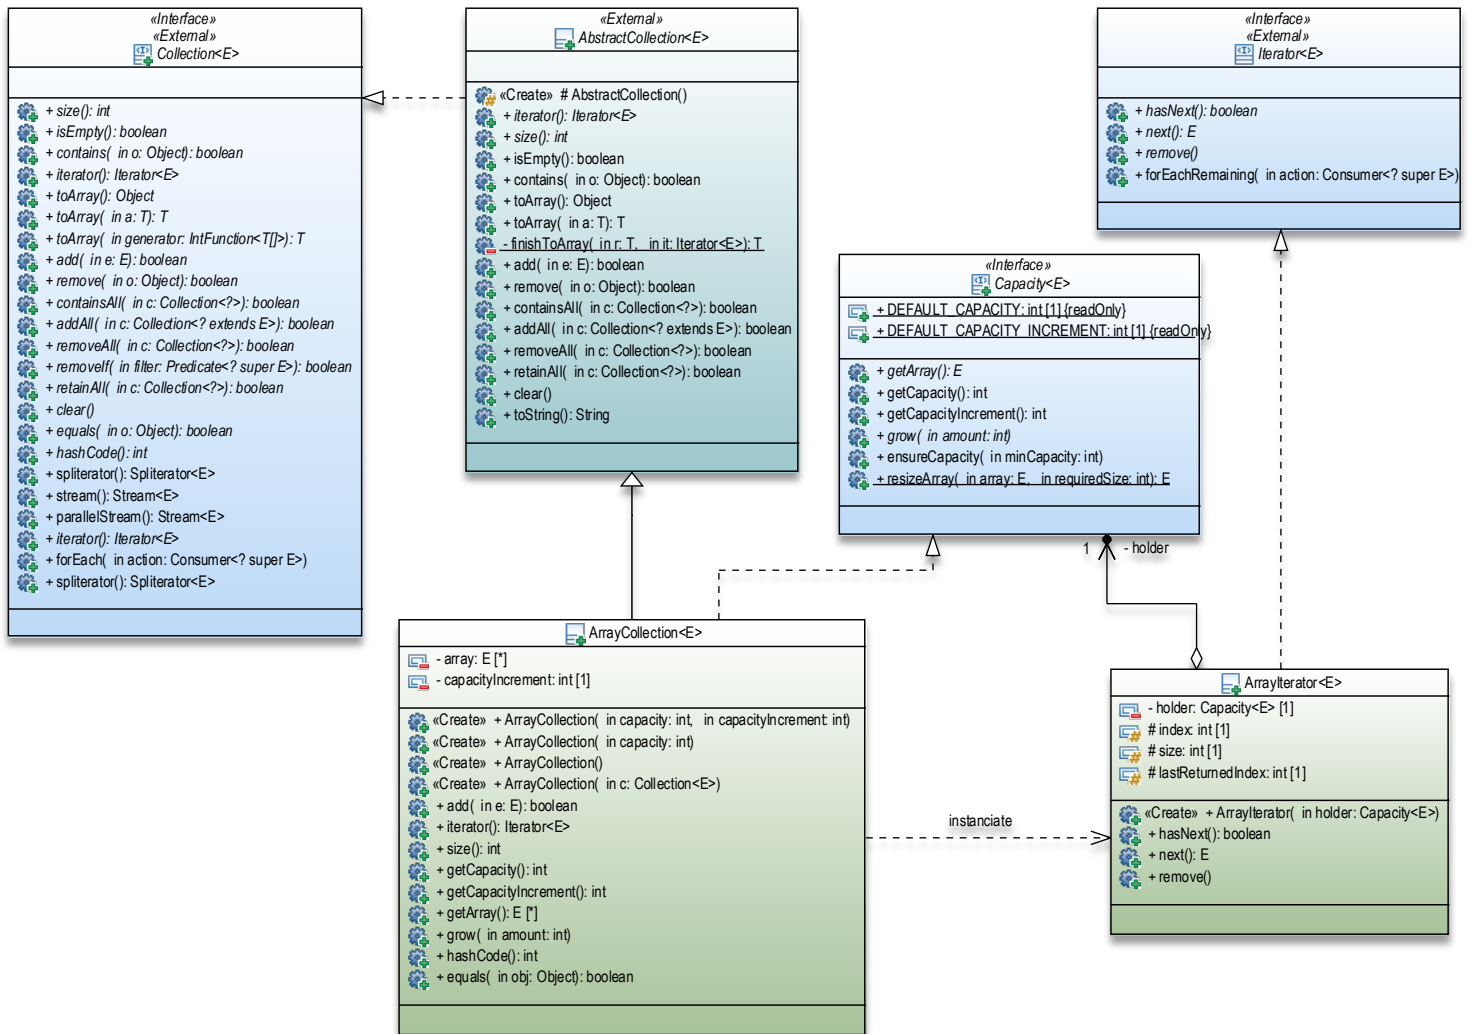 «Interface»
«External»
Collection<E>
+ size(): int
+ isEmpty(): boolean
+ contains( in o: Object): boolean
+ iterator(): Iterator<E>
+ toArray(): Object
+ toArray( in a: T): T
+ toArray( in generator: IntFunction<T[]>): T
+ add( in e: E): boolean
+ remove( in o: Object): boolean
+ containsAll( in c: Collection<?>): boolean
+ addAll( in c: Collection<? extends E>): boolean
+ removeAll( in c: Collection<?>): boolean
+ removeIf( in filter: Predicate<? super E>): boolean
+ retainAll( in c: Collection<?>): boolean
+ clear()
+ equals( in o: Object): boolean
+ hashCode(): int
+ spliterator(): Spliterator<E>
+ stream(): Stream<E>
+ parallelStream(): Stream<E>
+ iterator(): Iterator<E>
+ forEach( in action: Consumer<? super E>)
+ spliterator(): Spliterator<E>
«External»
AbstractCollection<E>
«Create» # AbstractCollection()
+ iterator(): Iterator<E>
+ size(): int
+ isEmpty(): boolean
+ contains( in o: Object): boolean
+ toArray(): Object
+ toArray( in a: T): T
- finishToArray( in r: T, in it: Iterator<E>): T
+ add( in e: E): boolean
+ remove( in o: Object): boolean
+ containsAll( in c: Collection<?>): boolean
+ addAll( in c: Collection<? extends E>): boolean
+ removeAll( in c: Collection<?>): boolean
+ retainAll( in c: Collection<?>): boolean
+ clear()
+ toString(): String
«Interface»
«External»
Iterator<E>
+ hasNext(): boolean
+ next(): E
+ remove()
+ forEachRemaining( in action: Consumer<? super E>)
«Interface»
Capacity<E>
+ DEFAULT_CAPACITY: int [1] {readOnly}
+ DEFAULT_CAPACITY_INCREMENT: int [1] {readOnly}
+ getArray(): E
+ getCapacity(): int
+ getCapacityIncrement(): int
+ grow( in amount: int)
+ ensureCapacity( in minCapacity: int)
+ resizeArray( in array: E, in requiredSize: int): E
1
- holder
ArrayCollection<E>
- array: E [*]
- capacityIncrement: int [1]
«Create» + ArrayCollection( in capacity: int, in capacityIncrement: int)
«Create» + ArrayCollection( in capacity: int)
«Create» + ArrayCollection()
«Create» + ArrayCollection( in c: Collection<E>)
+ add( in e: E): boolean
+ iterator(): Iterator<E>
+ size(): int
+ getCapacity(): int
+ getCapacityIncrement(): int
+ getArray(): E [*]
+ grow( in amount: int)
+ hashCode(): int
+ equals( in obj: Object): boolean
instanciate
ArrayIterator<E>
- holder: Capacity<E> [1]
# index: int [1]
# size: int [1]
# lastReturnedIndex: int [1]
«Create» + ArrayIterator( in holder: Capacity<E>)
+ hasNext(): boolean
+ next(): E
+ remove()